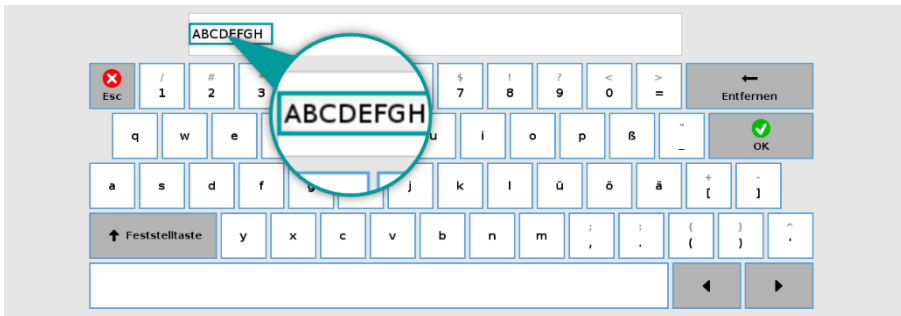 ABCDEFGH
ABCDEFGH
/ # $ ! ? < >
Esc 1 2 3 7 8 9 0 = Entfernen
q w e u i o p ß " _ OK
a s d f g j k l ü ö ä + [ - ]
Feststelltaste y x c v b n m ; , : . { ( } ) ^ '